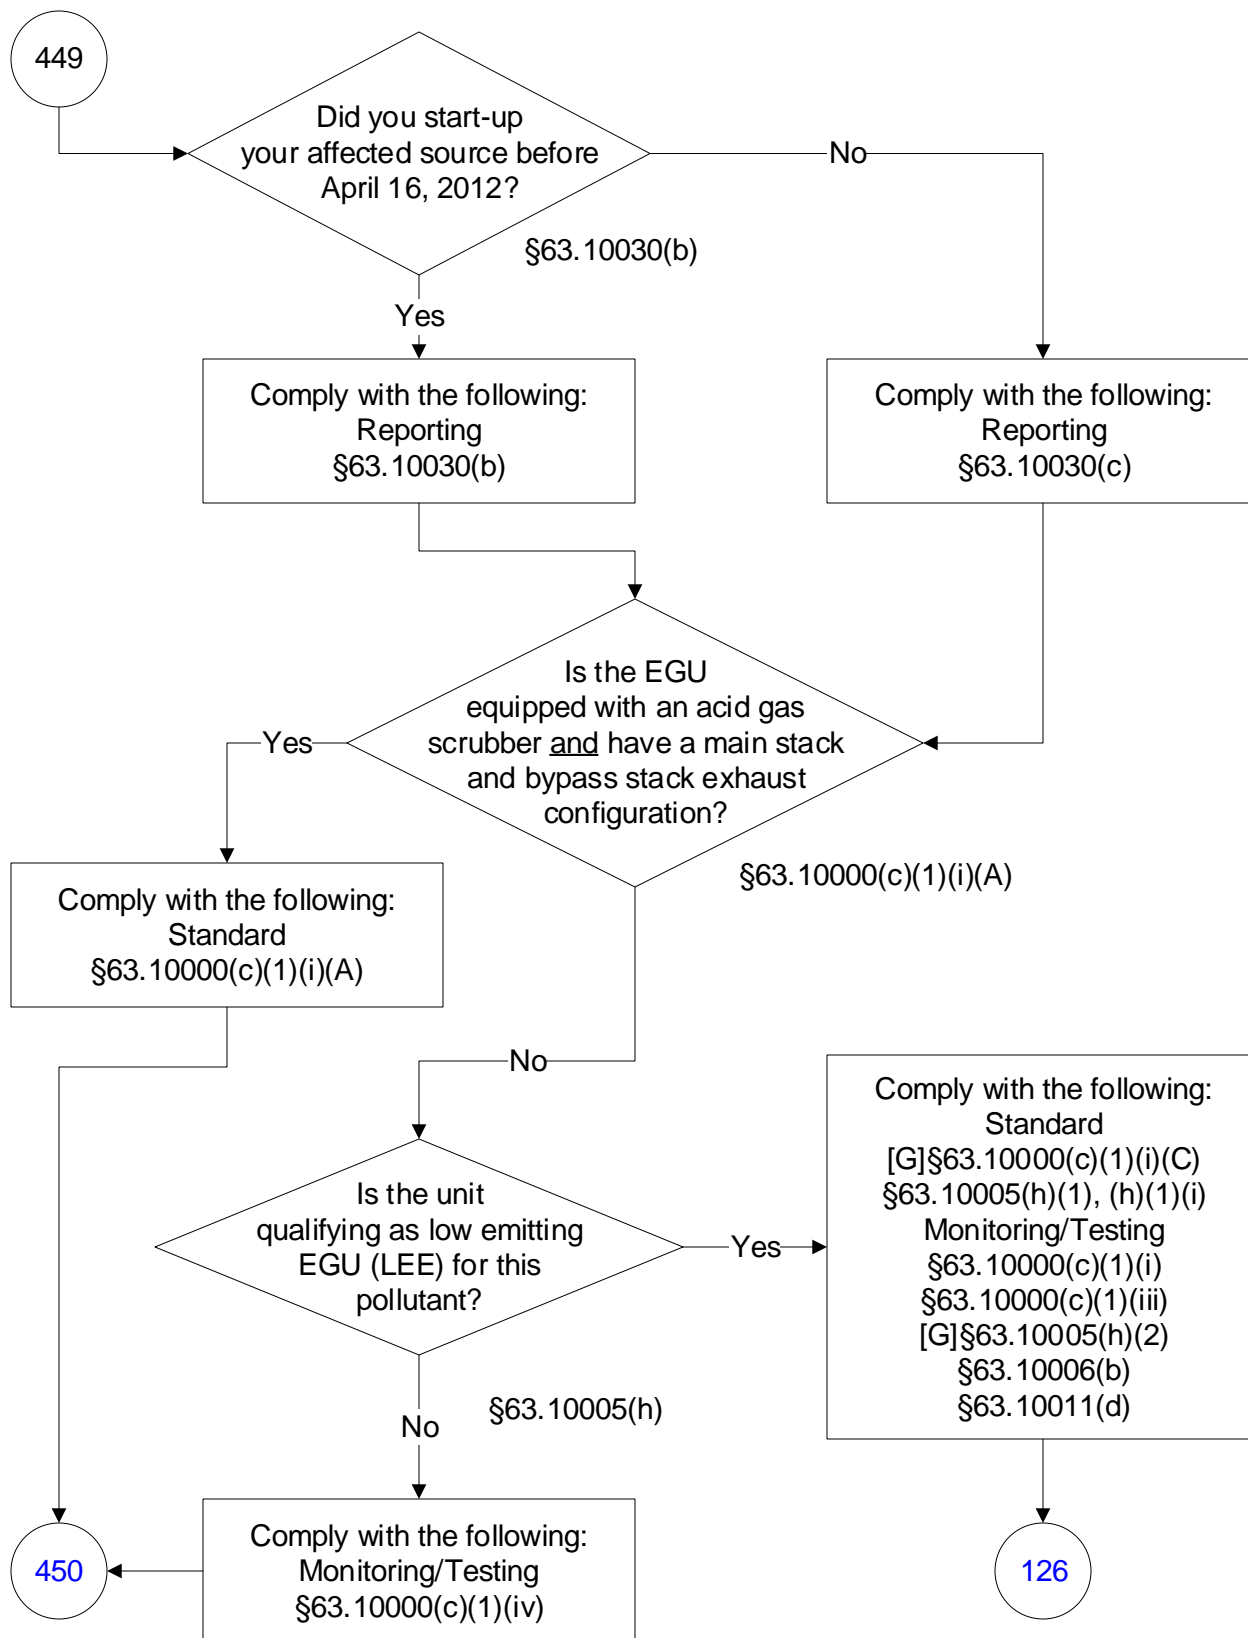 449
Did you start-up
your affected source before
April 16, 2012?
No
§63.10030(b)
Yes
Comply with the following:
Reporting
§63.10030(b)
Comply with the following:
Reporting
§63.10030(c)
Is the EGU
equipped with an acid gas
scrubber and have a main stack
and bypass stack exhaust
configuration?
Yes
§63.10000(c)(1)(i)(A)
Comply with the following:
Standard
§63.10000(c)(1)(i)(A)
No
Is the unit
qualifying as low emitting
EGU (LEE) for this
pollutant?
Yes
Comply with the following:
Standard
[G]§63.10000(c)(1)(i)(C)
§63.10005(h)(1), (h)(1)(i)
Monitoring/Testing
§63.10000(c)(1)(i)
§63.10000(c)(1)(iii)
[G]§63.10005(h)(2)
§63.10006(b)
§63.10011(d)
§63.10005(h)
No
450
Comply with the following:
Monitoring/Testing
§63.10000(c)(1)(iv)
126